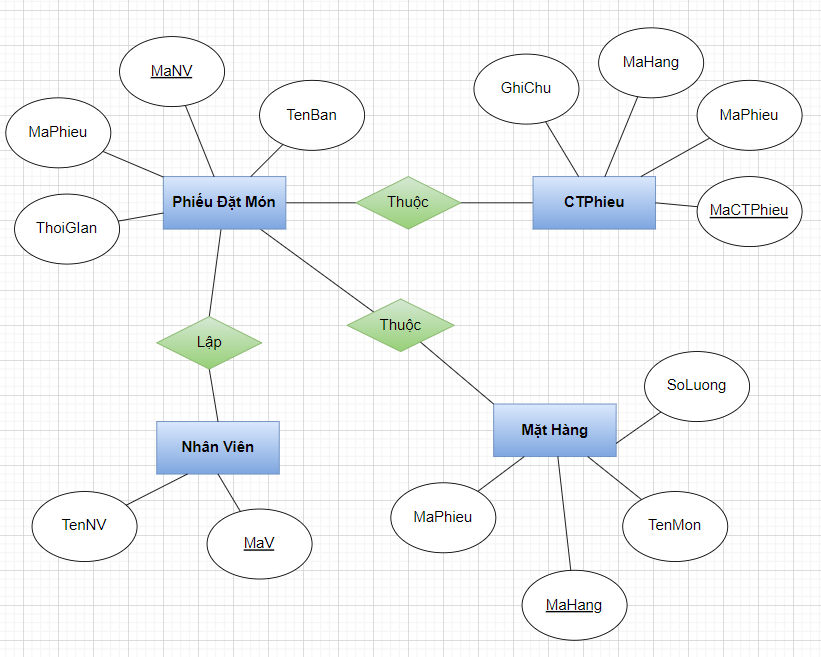 MaNV
GhiChu
MaHang
MaPhieu
TenBan
MaPhieu
ThoiGIan
Phiếu Đặt Món
Thuộc
CTPhieu
MaCTPhieu
Lập
Thuộc
SoLuong
Nhân Viên
Mặt Hàng
TenNV
MaV
MaPhieu
TenMon
MaHang